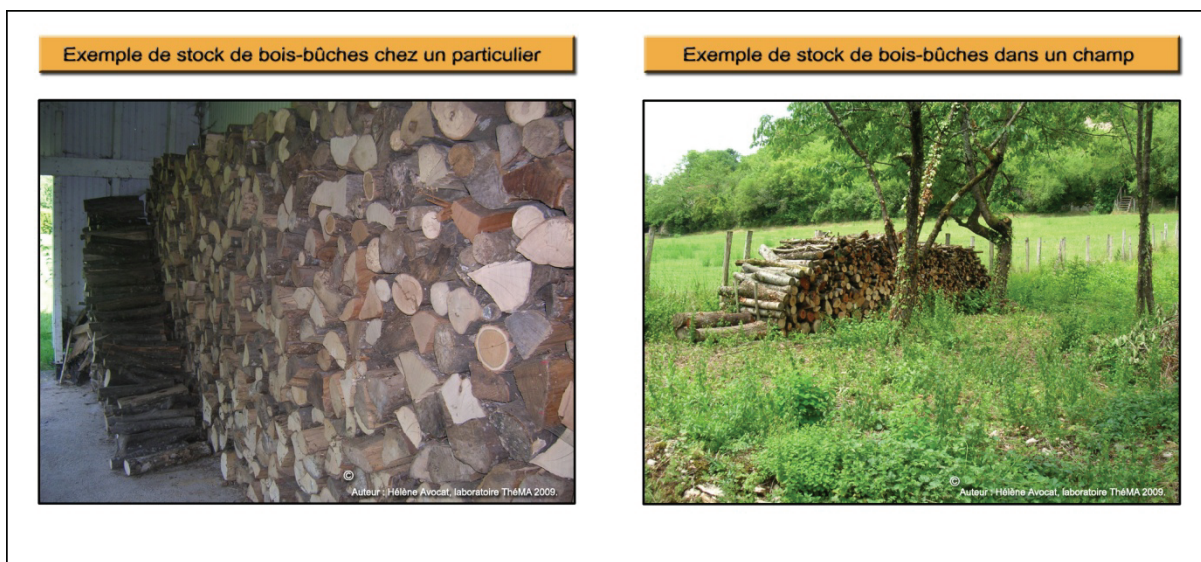 Exemple de stock de bois-bûches chez un particulier
Exemple de stock de bois-bûches dans un champ
©
Auteur : Hélène Avocat, laboratoire ThéMA 2009.
©
Auteur : Hélène Avocat, laboratoire ThéMA 2009.